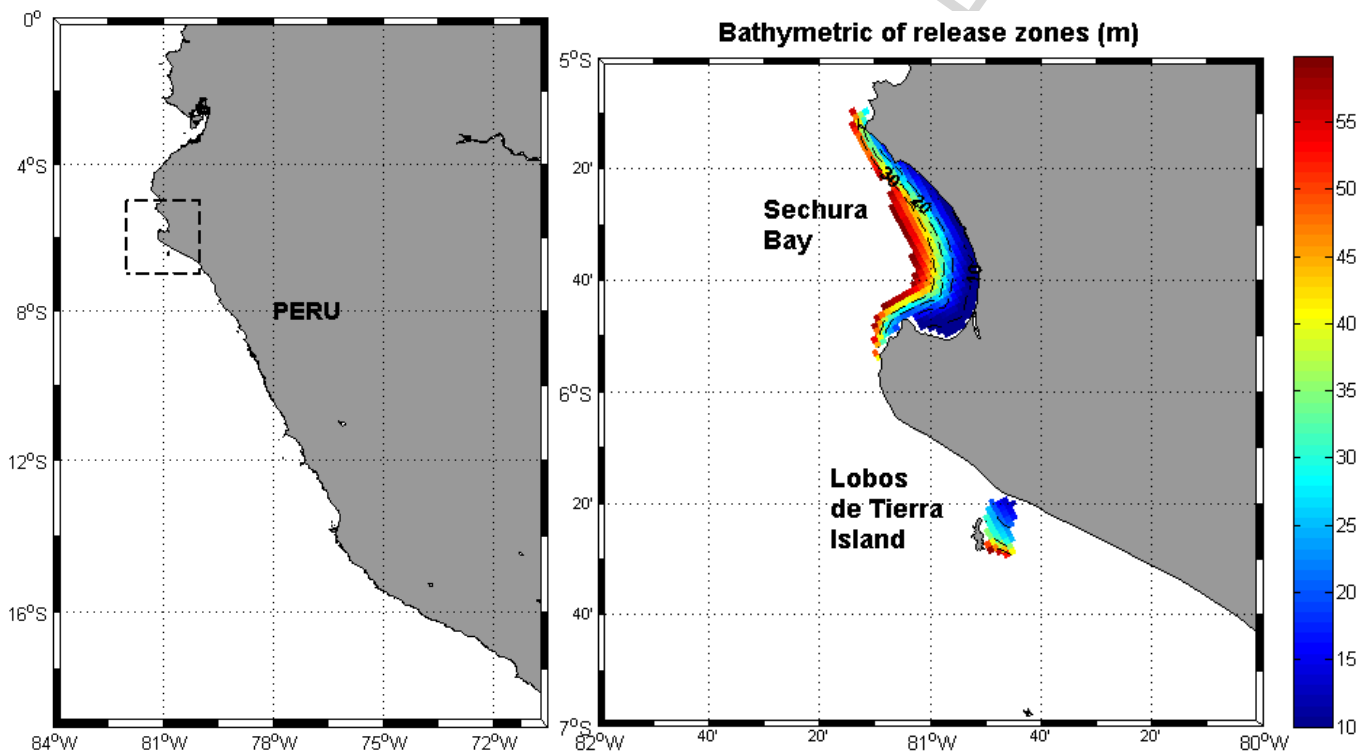 0°
4°S
8°S
12°S
16°S
84°W
81°W
78°W
75°W
72°W
PERU
Bathymetric of release zones (m)
5°S
20'
40'
6°S
20'
40'
7°S
82°W
40'
20'
81°W
40'
20'
80°W
Sechura
Bay
30
20
10
Lobos
de Tierra
Island
55
50
45
40
35
30
25
20
15
10